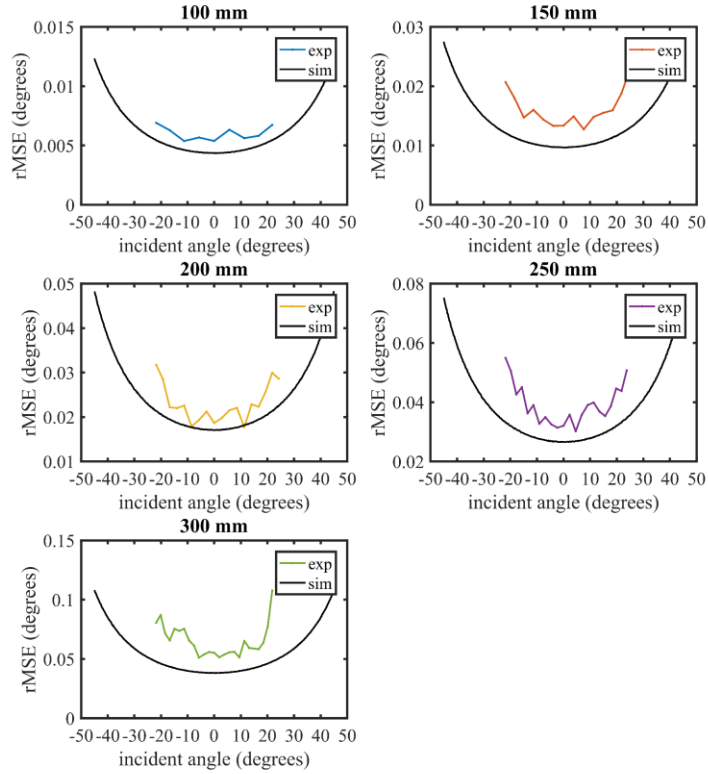 100 mm
0.015
0.01
0.005
0
rMSE (degrees)
exp
sim
-50 -40 -30 -20 -10 0 10 20 30 40 50
incident angle (degrees)
150 mm
0.03
0.02
0.01
0
rMSE (degrees)
exp
sim
-50 -40 -30 -20 -10 0 10 20 30 40 50
incident angle (degrees)
200 mm
0.05
0.04
0.03
0.02
0.01
rMSE (degrees)
exp
sim
-50 -40 -30 -20 -10 0 10 20 30 40 50
incident angle (degrees)
250 mm
0.08
0.06
0.04
0.02
rMSE (degrees)
exp
sim
-50 -40 -30 -20 -10 0 10 20 30 40 50
incident angle (degrees)
300 mm
0.15
0.1
0.05
0
rMSE (degrees)
exp
sim
-50 -40 -30 -20 -10 0 10 20 30 40 50
incident angle (degrees)